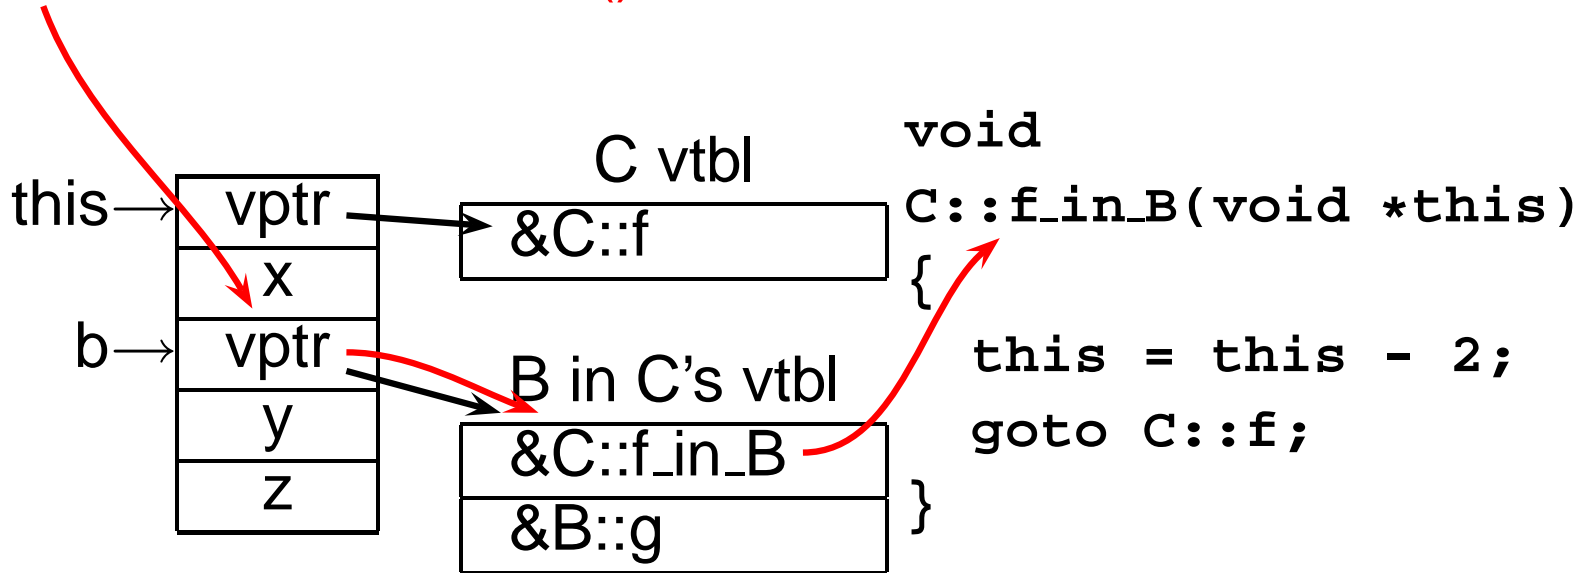 ()
this→
vptr
x
b→
vptr
y
z
C vtbl
&C::f
B in C's vtbl
&C::f_in_B
&B::g
void
C::f_in_B(void *this)
{
this = this - 2;
goto C::f;
}